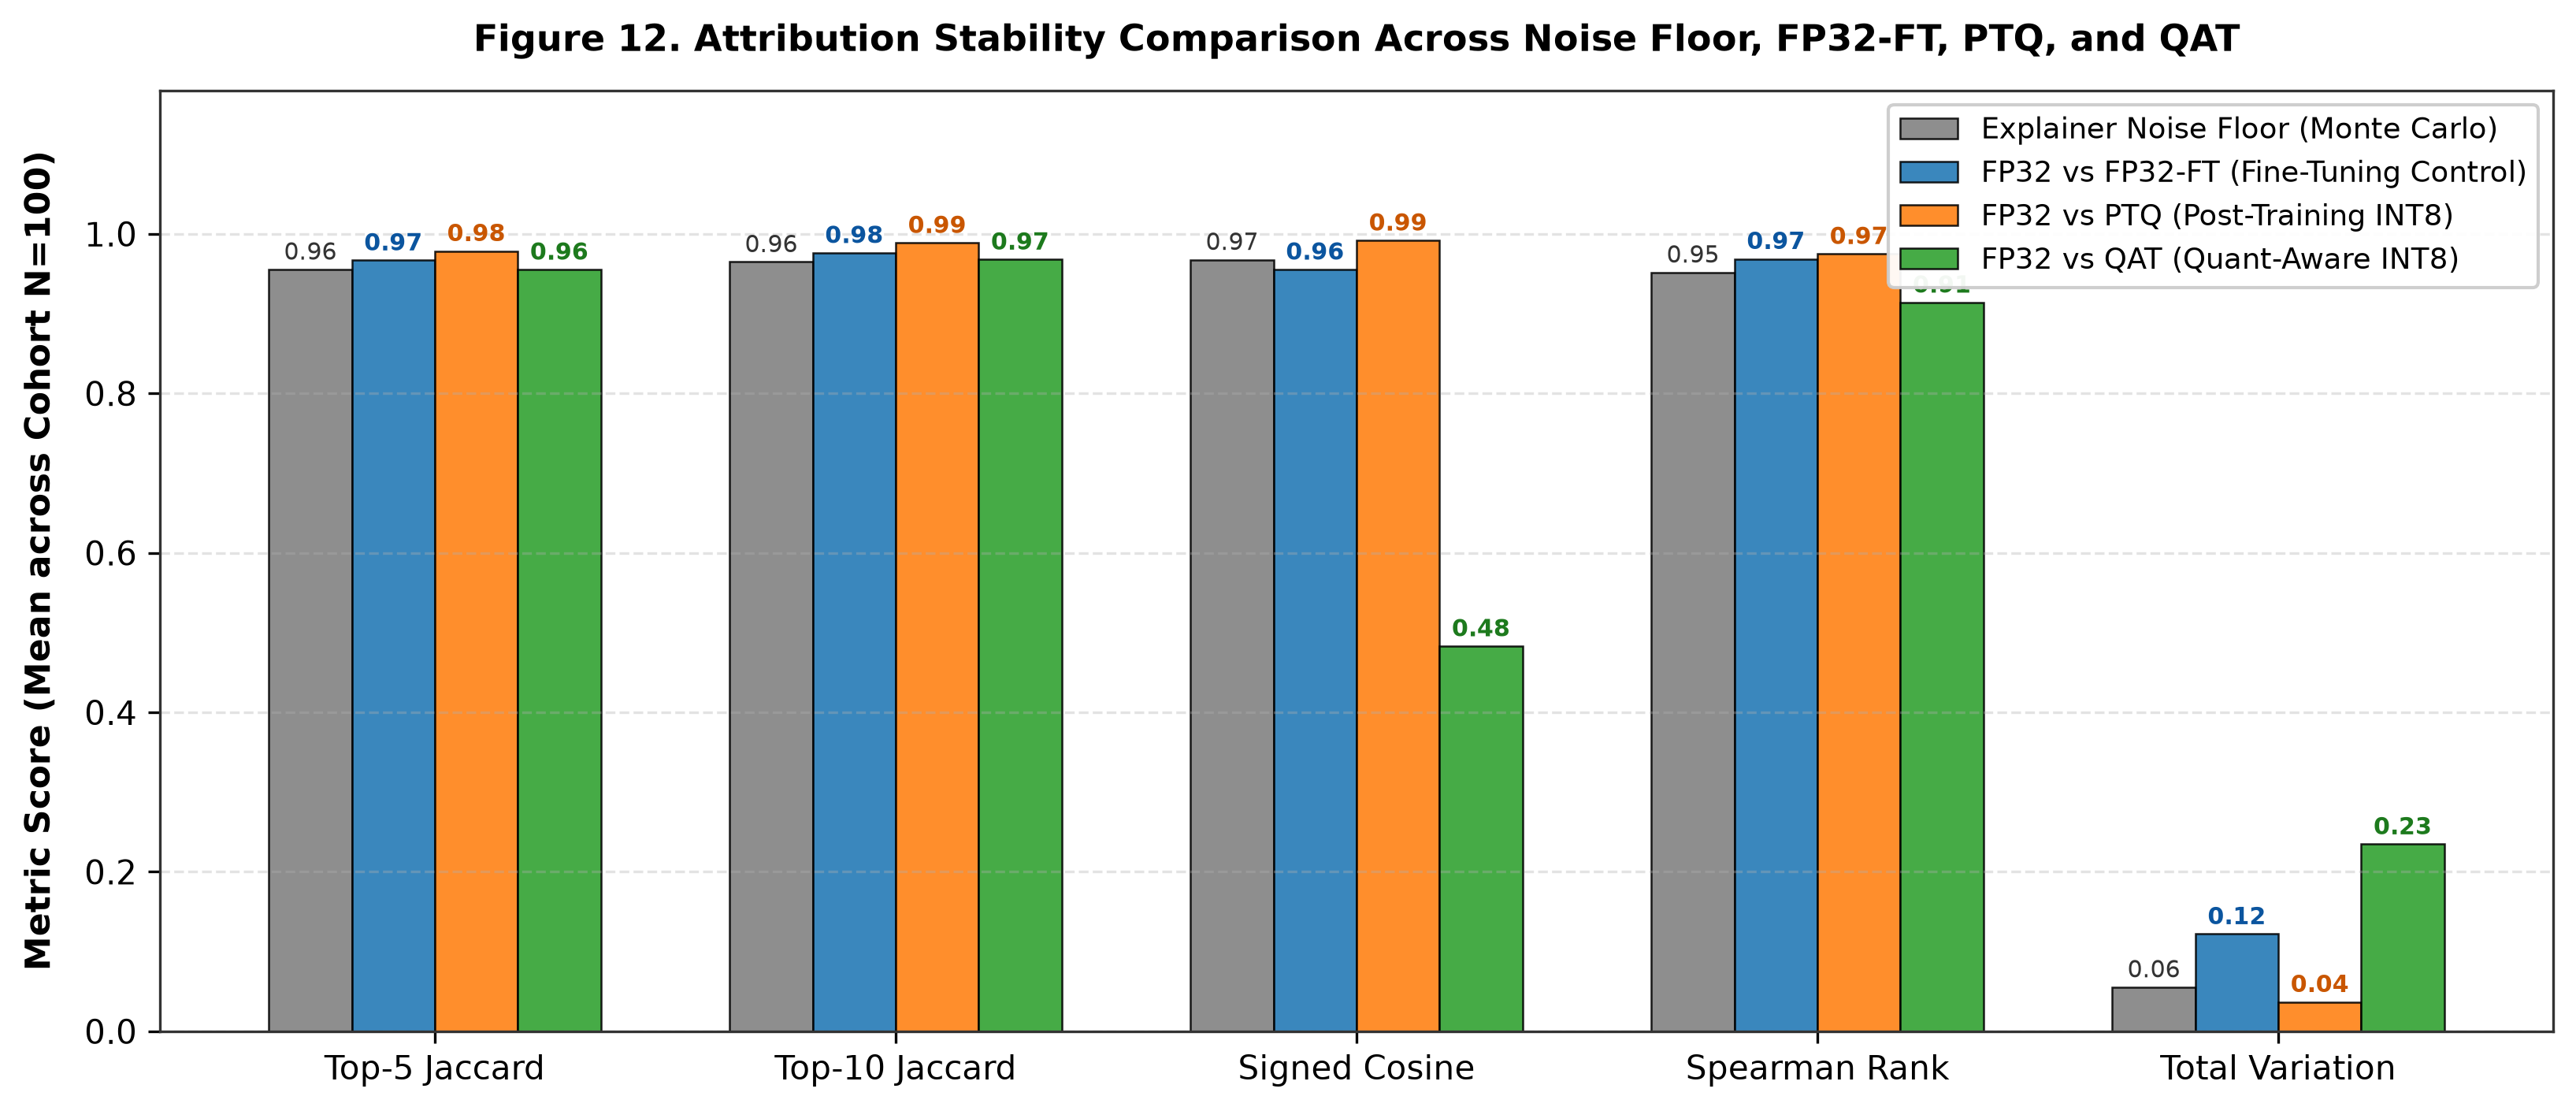 Figure 12. Attribution Stability Comparison Across Noise Floor, FP32-FT, PTQ, and QAT
Metric Score (Mean across Cohort N=100)
1.0
0.8
0.6
0.4
0.2
0.0
Explainer Noise Floor (Monte Carlo)
FP32 vs FP32-FT (Fine-Tuning Control)
FP32 vs PTQ (Post-Training INT8)
FP32 vs QAT (Quant-Aware INT8)
0.96 0.97 0.98 0.96
0.96 0.98 0.99 0.97
0.97 0.96 0.99 0.48
0.95 0.97 0.97 0.91
0.06 0.12 0.04 0.23
Top-5 Jaccard
Top-10 Jaccard
Signed Cosine
Spearman Rank
Total Variation